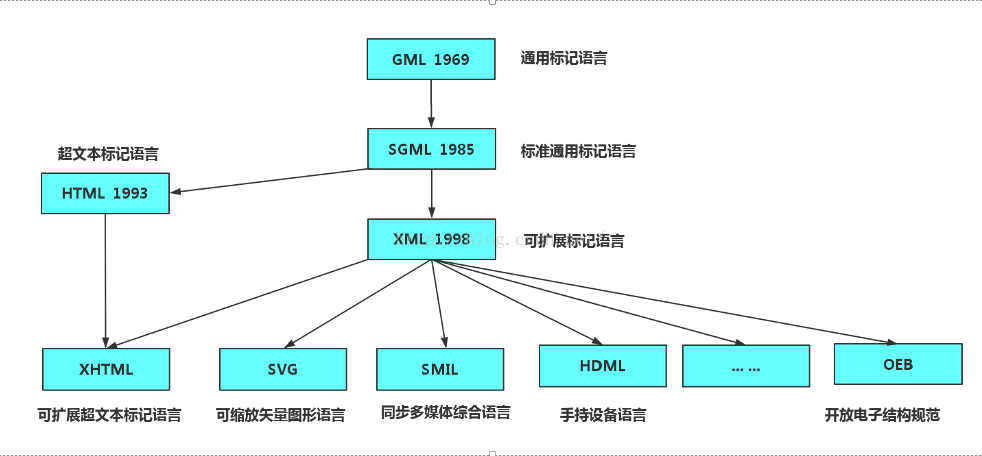 GML 1969
通用标记语言
SGML 1985
标准通用标记语言
超文本标记语言
HTML 1993
XML 1998
可扩展标记语言
XHTML
SVG
SMIL
HDML
... ...
OEB
可扩展超文本标记语言
可缩放矢量图形语言
同步多媒体综合语言
手持设备语言
开放电子结构规范